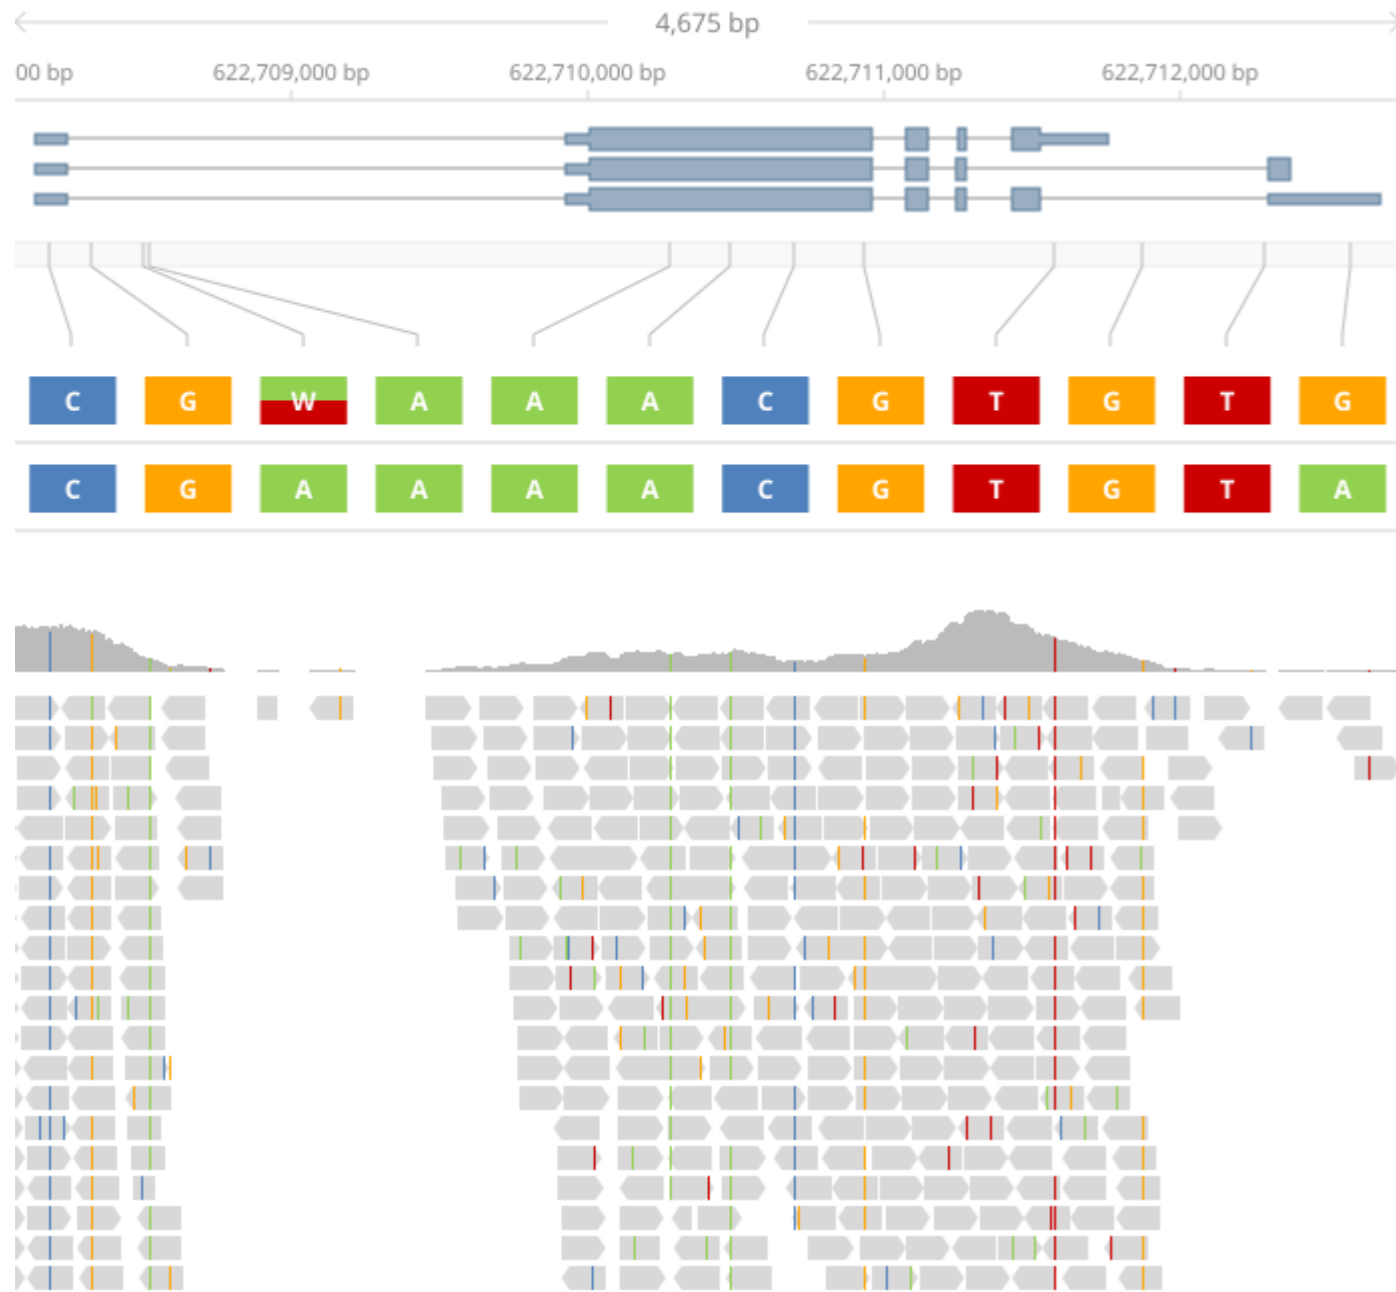 4,675 bp
00 bp 622,709,000 bp 622,710,000 bp 622,711,000 bp 622,712,000 bp
C G W A A A C G T G T G
C G A A A A C G T G T A